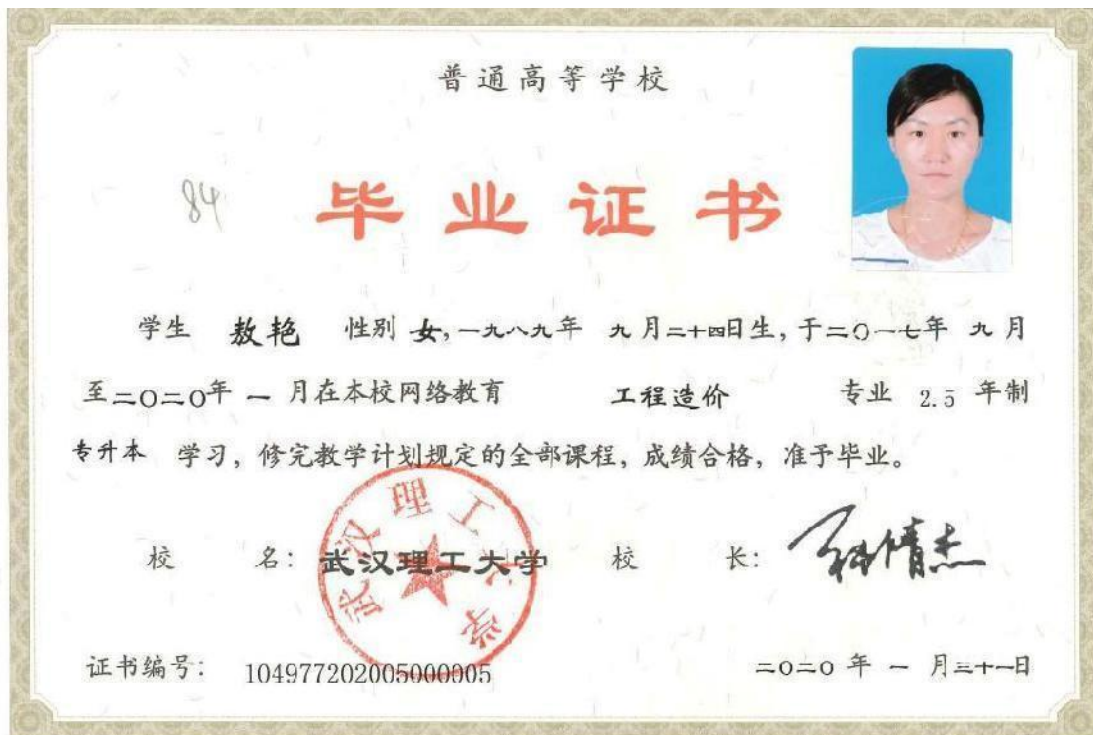 普通高等学校
84
毕业证书
学生 敖艳 性别 女，一九八九年 九月二十四日生，于二〇一七年 九月
至二〇二〇年 一 月在本校网络教育 工程造价 专业 2.5 年制
专升本 学习，修完教学计划规定的全部课程，成绩合格，准予毕业。
武汉理工大学
校 名：武汉理工大学 校 长：
证书编号： 104977202005000005 二〇二〇 年 一 月三十一日